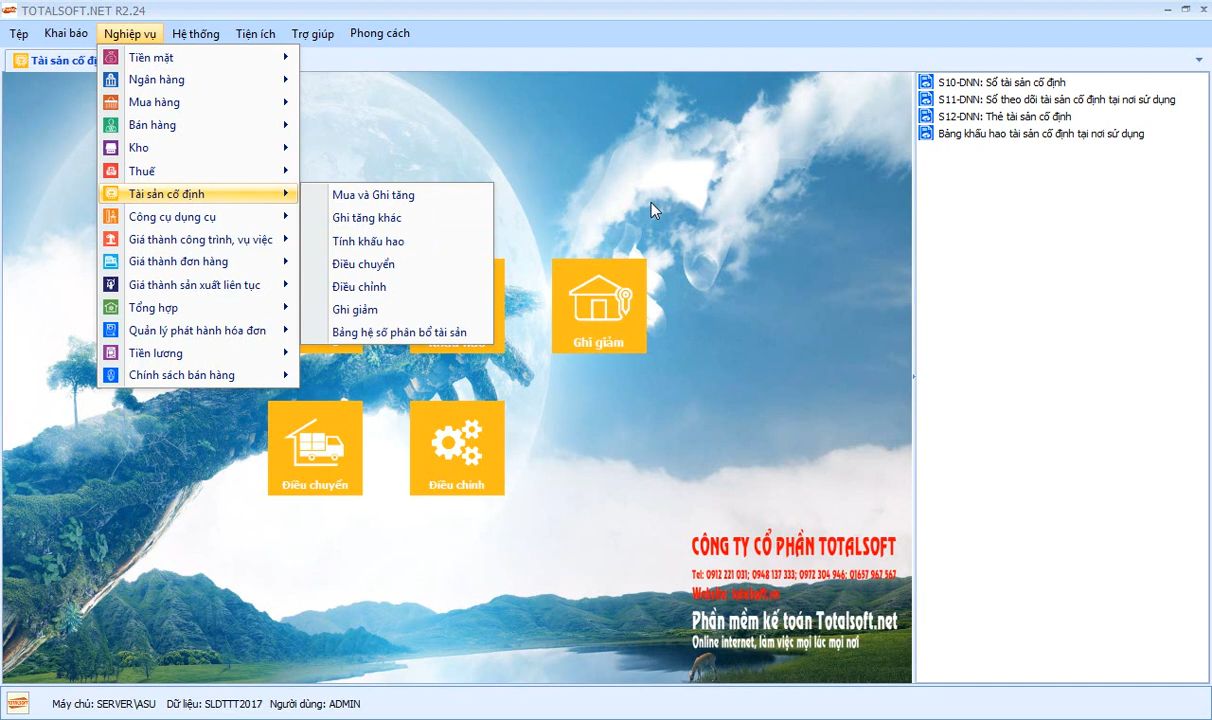 TOTALSOFT.NET R2.24
Tệp Khai báo Nghiệp vụ Hệ thống Tiện ích Trợ giúp Phong cách
Tài sản cố
Tiền mặt
Ngân hàng
Mua hàng
Bán hàng
Kho
Thuế
Tài sản cố định
Công cụ dụng cụ
Giá thành công trình, vụ việc
Giá thành đơn hàng
Giá thành sản xuất liên tục
Tổng hợp
Quản lý phát hành hóa đơn
Tiền lương
Chính sách bán hàng
Mua và Ghi tăng
Ghi tăng khác
Tính khấu hao
Điều chuyển
Điều chỉnh
Ghi giảm
Bảng hệ số phân bổ tài sản
Ghi giảm
Điều chuyển
Điều chỉnh
S10-DNN: Sổ tài sản cố định
S11-DNN: Sổ theo dõi tài sản cố định tại nơi sử dụng
S12-DNN: Thẻ tài sản cố định
Bảng khấu hao tài sản cố định tại nơi sử dụng
CÔNG TY CỔ PHẦN TOTALSOFT
Tel: 0912 221 031; 0948 137 333; 0972 304 946; 01657 967 567
Website: totalsoft.vn
Phần mềm kế toán Totalsoft.net
Online internet, làm việc mọi lúc mọi nơi
TOTALSOFT
Máy chủ: SERVER\ASU Dữ liệu: SLDTTT2017 Người dùng: ADMIN